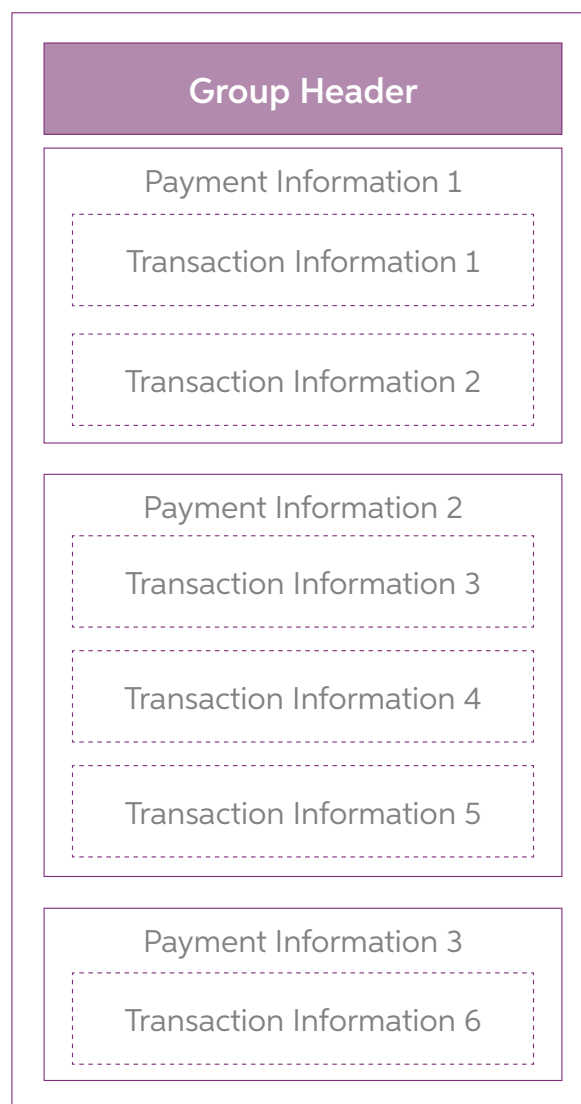 Group Header
Payment Information 1
Transaction Information 1
Transaction Information 2
Payment Information 2
Transaction Information 3
Transaction Information 4
Transaction Information 5
Payment Information 3
Transaction Information 6